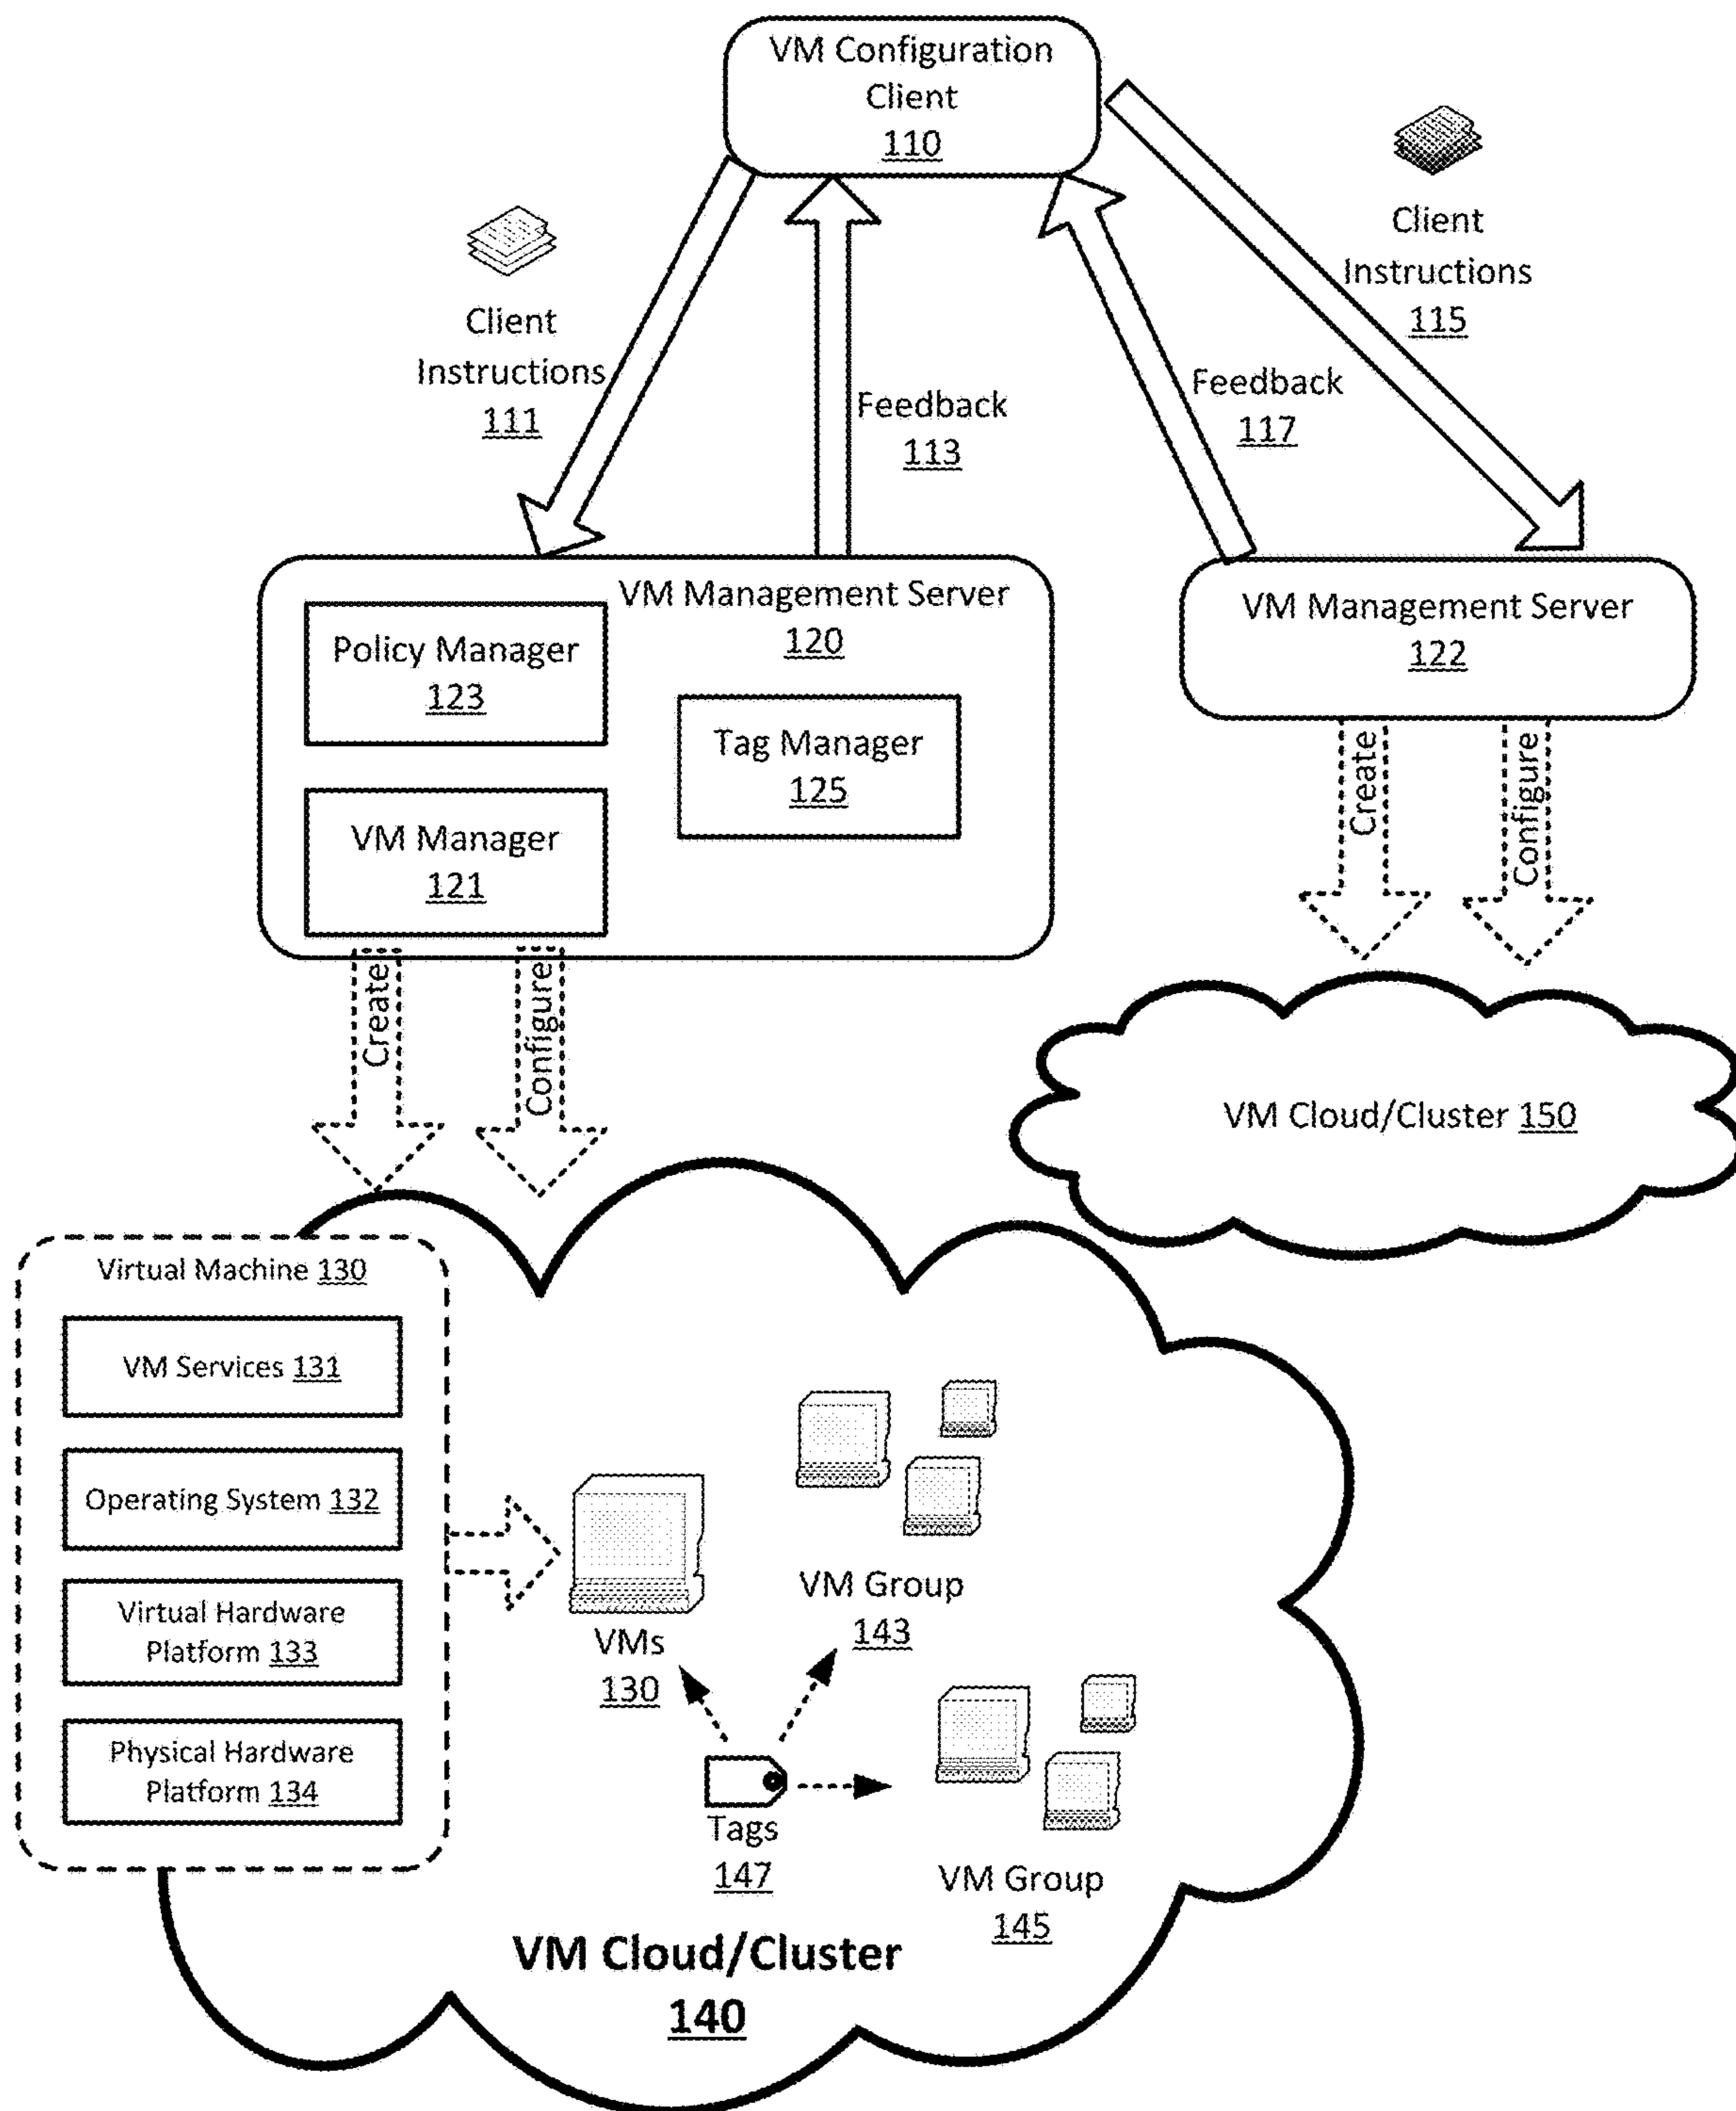 VM Configuration
Client
110
Client
Instructions
111
Feedback
113
Feedback
117
Client
Instructions
115
VM Management Server
120
Policy Manager
123
Tag Manager
125
VM Manager
121
VM Management Server
122
Create
Configure
Create
Configure
VM Cloud/Cluster 150
Virtual Machine 130
VM Services 131
Operating System 132
Virtual Hardware
Platform 133
Physical Hardware
Platform 134
VMs
130
VM Group
143
Tags
147
VM Group
145
VM Cloud/Cluster
140